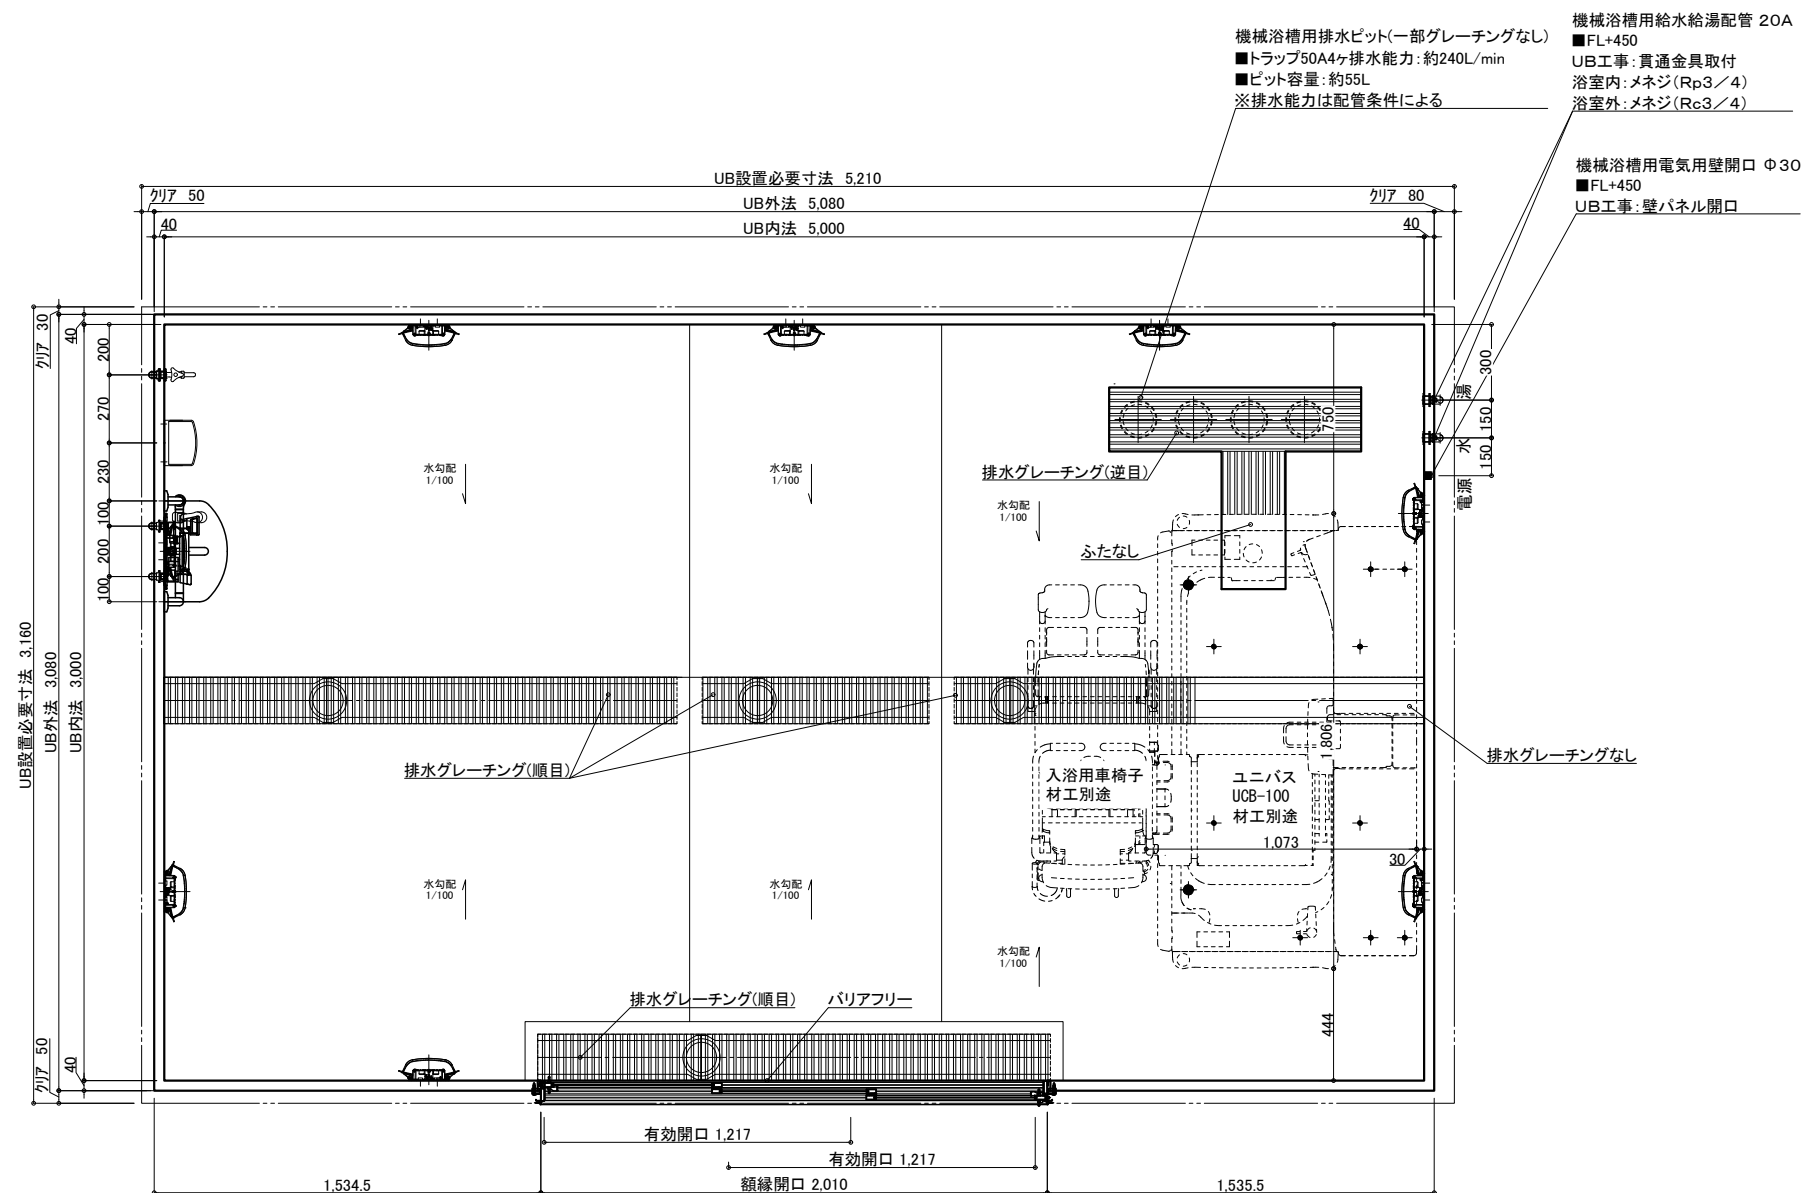 機械浴槽用排水ピット(一部グレーチングなし)
■トラップ50A4ヶ排水能力:約240L/min
■ピット容量:約55L
※排水能力は配管条件による
機械浴槽用給水給湯配管 20A
■FL+450
UB工事:貫通金具取付
浴室内:メネジ(Rp3/4)
浴室外:メネジ(Rc3/4)
機械浴槽用電気用壁開口 Φ30
■FL+450
UB工事:壁パネル開口
UB設置必要寸法 5,210
クリア 50
UB外法 5,080
クリア 80
40
UB内法 5,000
40
クリア 30
40
200
270
230
100
200
100
UB設置必要寸法 3,160
UB外法 3,080
UB内法 3,000
クリア 50
40
300
湯
150
水
150
電源
750
排水グレーチング(逆目)
水勾配
1/100
水勾配
1/100
水勾配
1/100
ふたなし
排水グレーチング(順目)
排水グレーチングなし
1,806
入浴用車椅子
材工別途
ユニバス
UCB-100
材工別途
1,073
30
水勾配
1/100
水勾配
1/100
水勾配
1/100
排水グレーチング(順目)
バリアフリー
444
有効開口 1,217
有効開口 1,217
1,534.5
額縁開口 2,010
1,535.5